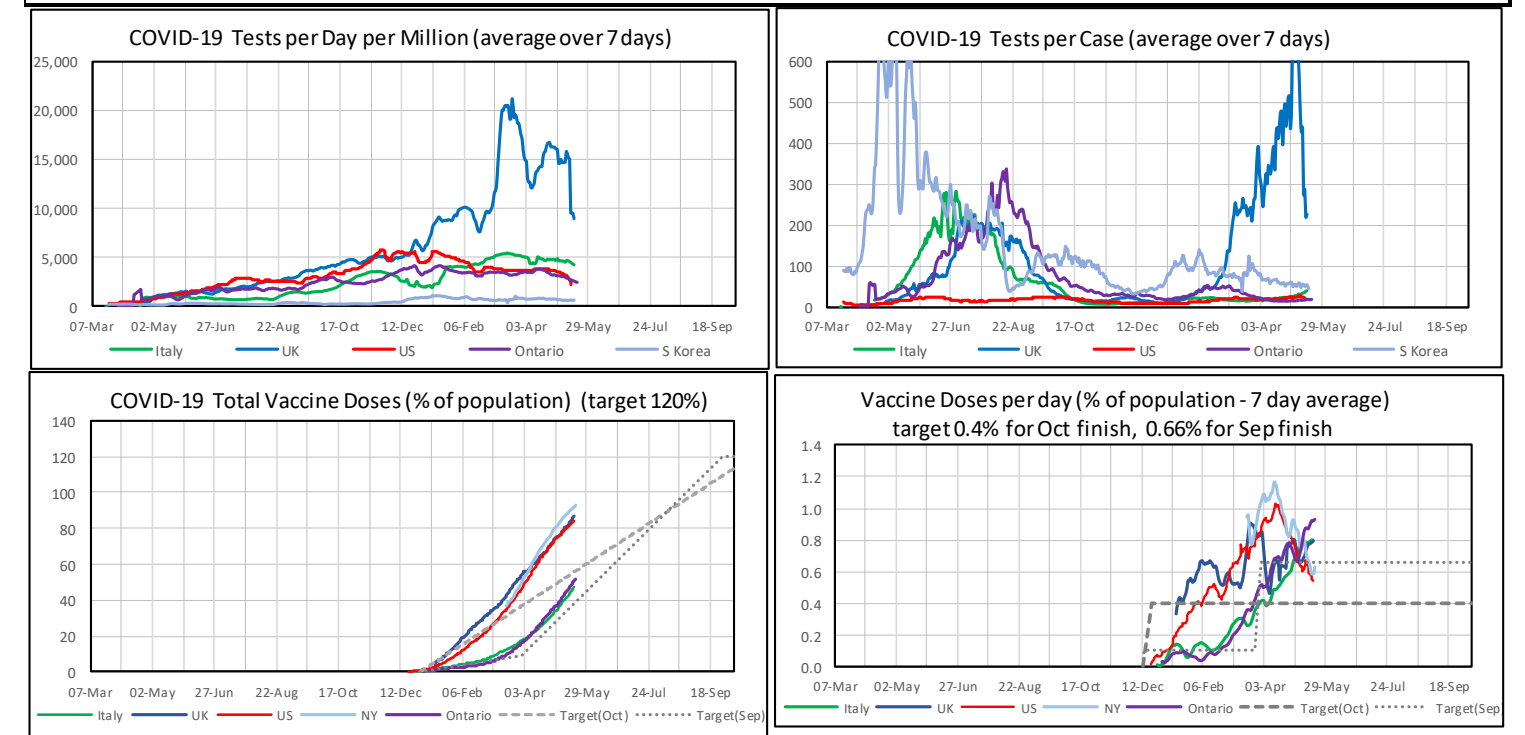 COVID-19 Tests per Day per Million (average over 7 days)
25,000
20,000
15,000
10,000
5,000
0
07-Mar 02-May 27-Jun 22-Aug 17-Oct 12-Dec 06-Feb 03-Apr 29-May 24-Jul 18-Sep
Italy UK US Ontario S Korea
COVID-19 Tests per Case (average over 7 days)
600
500
400
300
200
100
0
07-Mar 02-May 27-Jun 22-Aug 17-Oct 12-Dec 06-Feb 03-Apr 29-May 24-Jul 18-Sep
Italy UK US Ontario S Korea
COVID-19 Total Vaccine Doses (% of population) (target 120%)
140
120
100
80
60
40
20
0
07-Mar 02-May 27-Jun 22-Aug 17-Oct 12-Dec 06-Feb 03-Apr 29-May 24-Jul 18-Sep
Italy UK US NY Ontario Target(Oct) Target(Sep)
Vaccine Doses per day (% of population - 7 day average)
target 0.4% for Oct finish, 0.66% for Sep finish
1.4
1.2
1.0
0.8
0.6
0.4
0.2
0.0
07-Mar 02-May 27-Jun 22-Aug 17-Oct 12-Dec 06-Feb 03-Apr 29-May 24-Jul 18-Sep
Italy UK US NY Ontario Target(Oct) Target(Sep